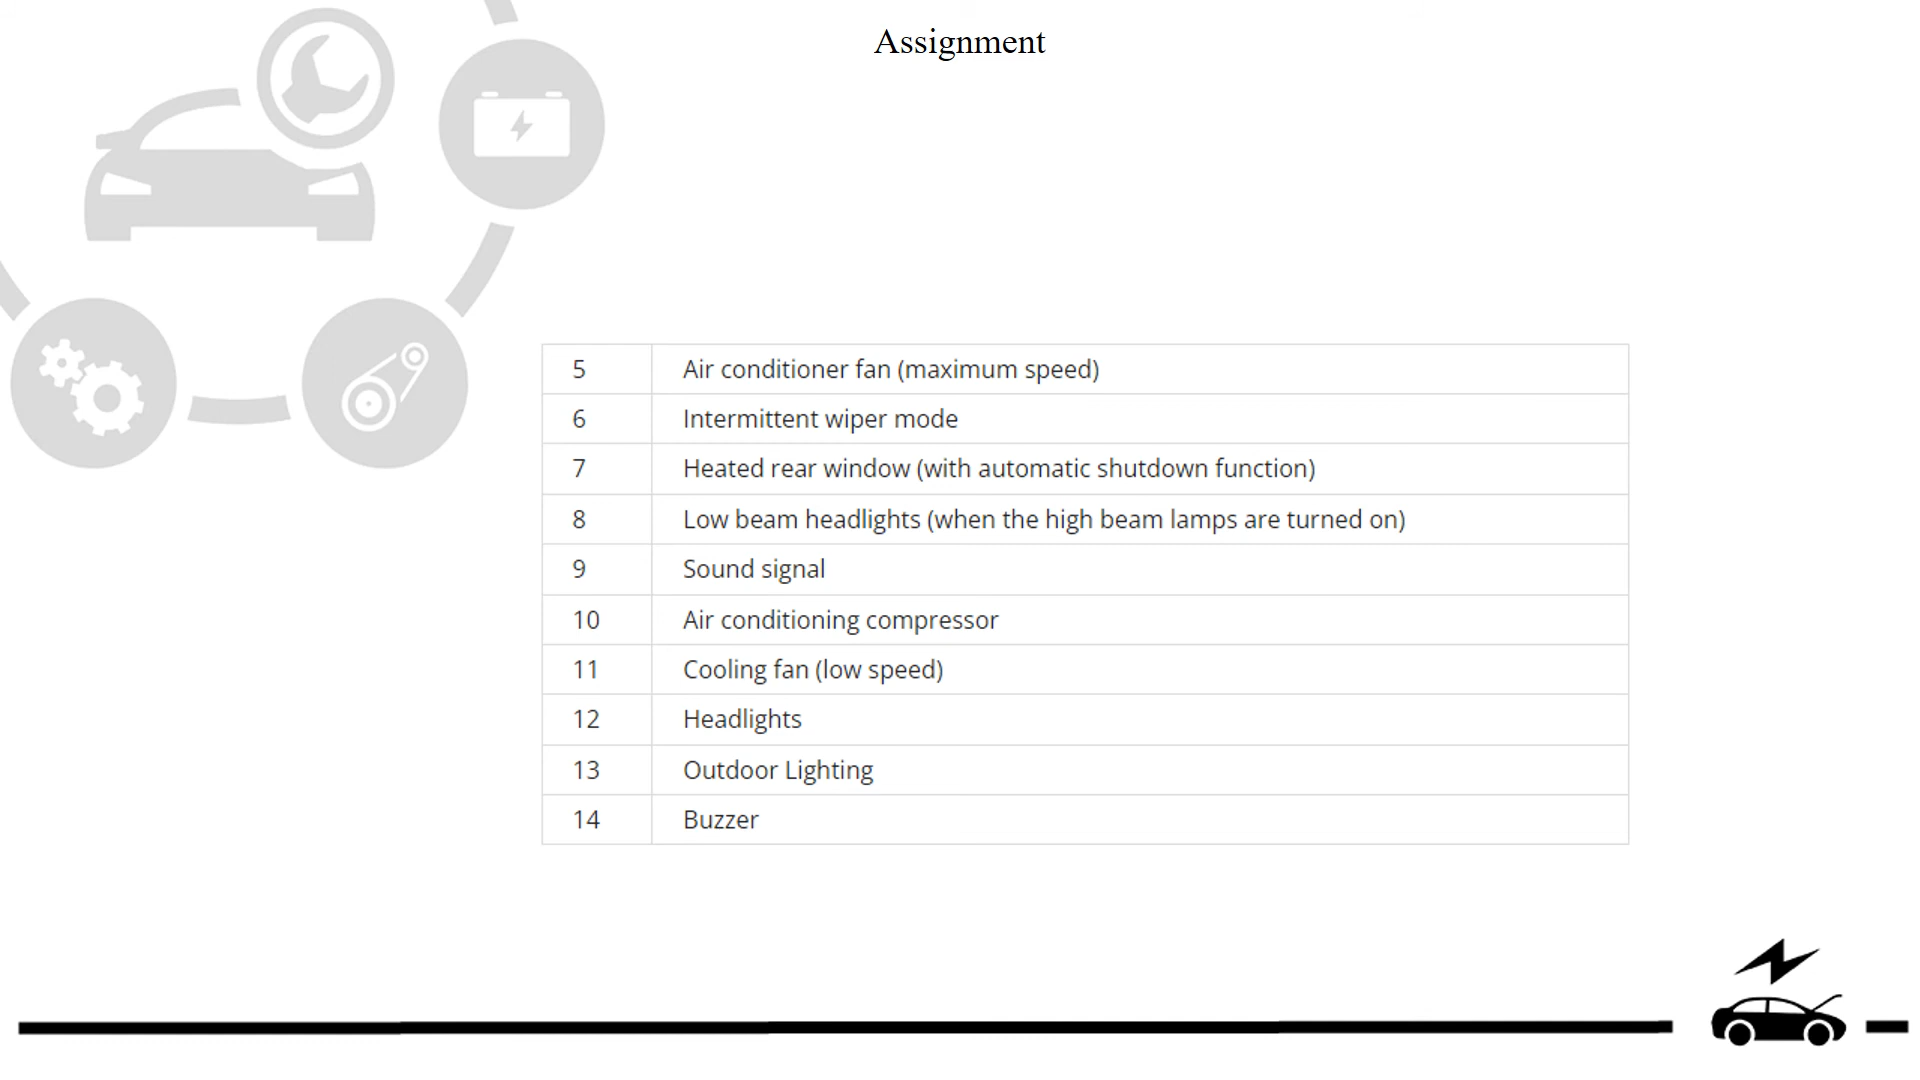 Assignment
5 Air conditioner fan (maximum speed)
6 Intermittent wiper mode
7 Heated rear window (with automatic shutdown function)
8 Low beam headlights (when the high beam lamps are turned on)
9 Sound signal
10 Air conditioning compressor
11 Cooling fan (low speed)
12 Headlights
13 Outdoor Lighting
14 Buzzer